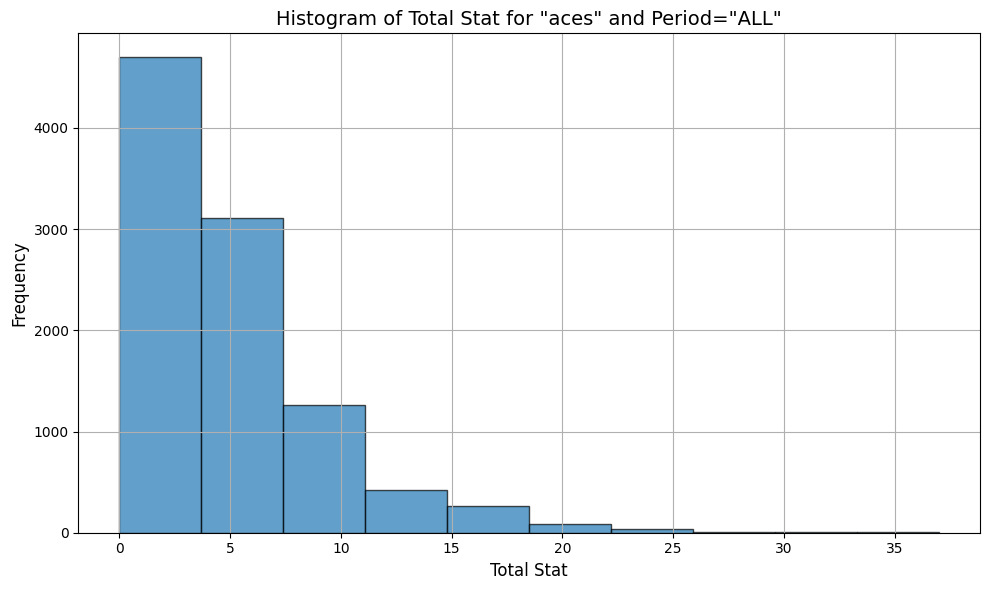 Histogram of Total Stat for "aces" and Period="ALL"
Frequency
4000
3000
2000
1000
0
0 5 10 15 20 25 30 35
Total Stat